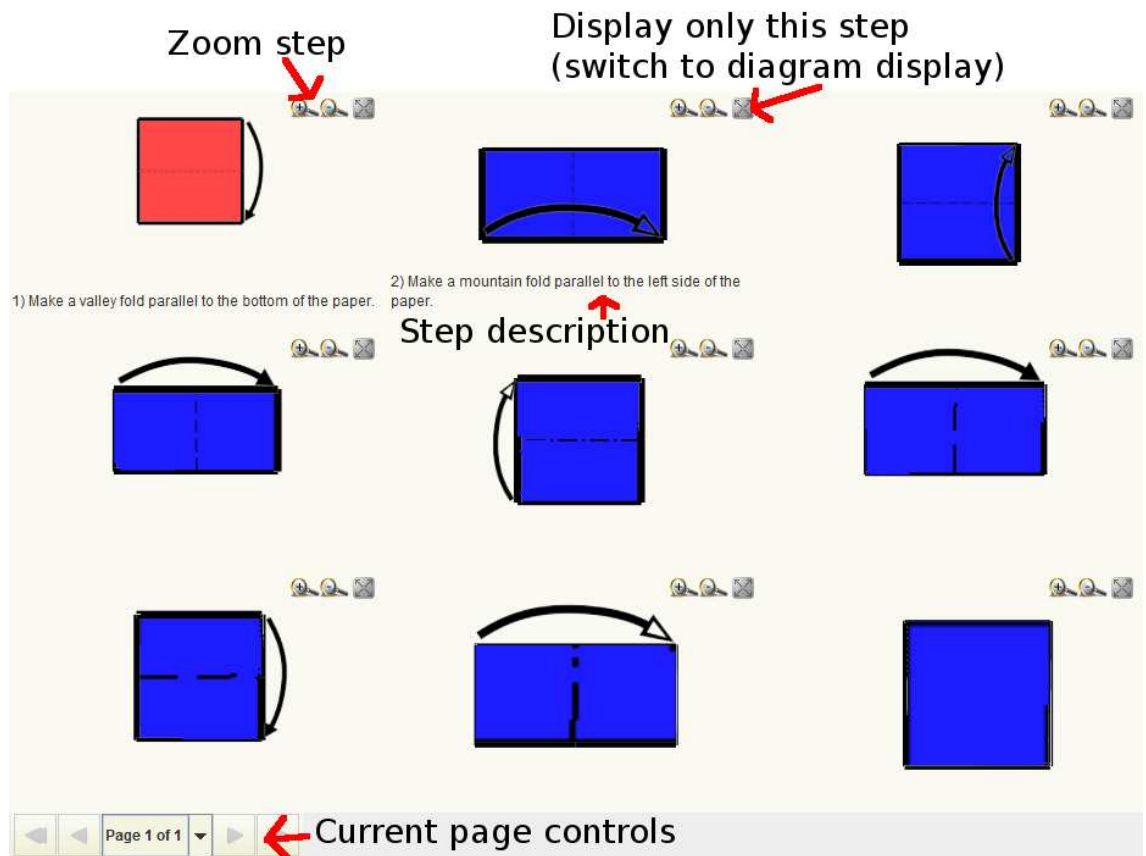 Zoom step
Display only this step
(switch to diagram display)
1) Make a valley fold parallel to the bottom of the paper.
2) Make a mountain fold parallel to the left side of the
paper.
Step description
Page 1 of 1
Current page controls